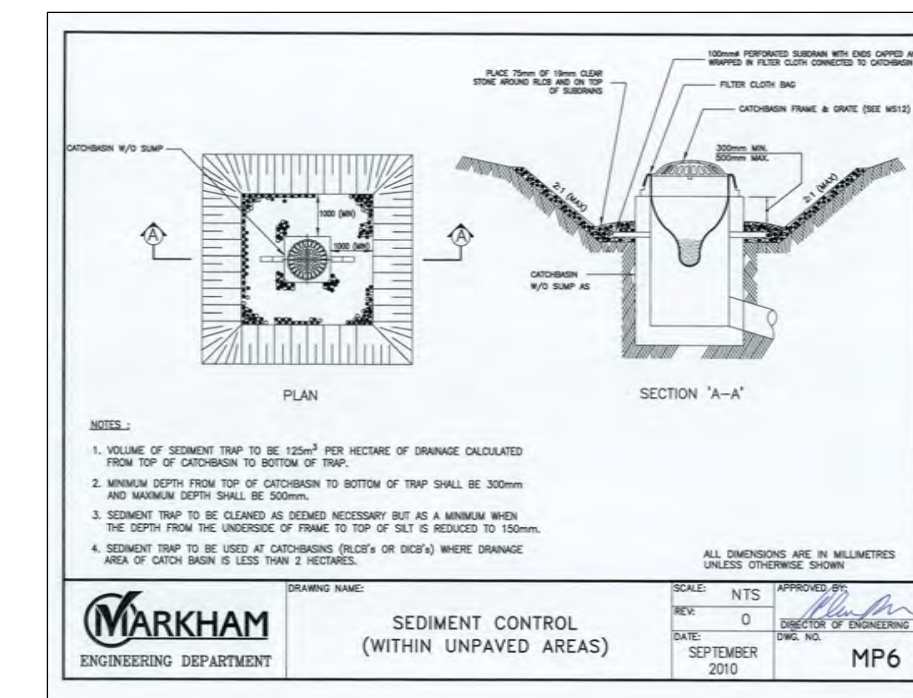 100mmø PERFORATED SUBDRAIN WITH ENDS CAPPED
WRAPPED IN FILTER CLOTH CONNECTED TO CATCHBASIN
PLACE 75mm OF 19mm CLEAR
STONE AROUND RLCB AND ON TOP
OF SUBDRAINS
FILTER CLOTH BAG
CATCHBASIN FRAME & GRATE (SEE MS12)
CATCHBASIN W/O SUMP
300mm MIN.
500mm MAX.
2:1 (MAX)
2:1 (MAX)
1000 (MIN)
1000 (MIN)
A
A
CATCHBASIN
W/O SUMP AS
PLAN
SECTION 'A-A'
NOTES :
1. VOLUME OF SEDIMENT TRAP TO BE 125m³ PER HECTARE OF DRAINAGE CALCULATED
FROM TOP OF CATCHBASIN TO BOTTOM OF TRAP.
2. MINIMUM DEPTH FROM TOP OF CATCHBASIN TO BOTTOM OF TRAP SHALL BE 300mm
AND MAXIMUM DEPTH SHALL BE 500mm.
3. SEDIMENT TRAP TO BE CLEANED AS DEEMED NECESSARY BUT AS A MINIMUM WHEN
THE DEPTH FROM THE UNDERSIDE OF FRAME TO TOP OF SILT IS REDUCED TO 150mm.
4. SEDIMENT TRAP TO BE USED AT CATCHBASINS (RLCB's or DICB's) WHERE DRAINAGE
AREA OF CATCH BASIN IS LESS THAN 2 HECTARES.
ALL DIMENSIONS ARE IN MILLIMETRES
UNLESS OTHERWISE SHOWN
MARKHAM
ENGINEERING DEPARTMENT
DRAWING NAME:
SEDIMENT CONTROL
(WITHIN UNPAVED AREAS)
SCALE: NTS
REV: 0
DATE:
SEPTEMBER
2010
APPROVED BY:
DIRECTOR OF ENGINEERING
DWG. NO.
MP6